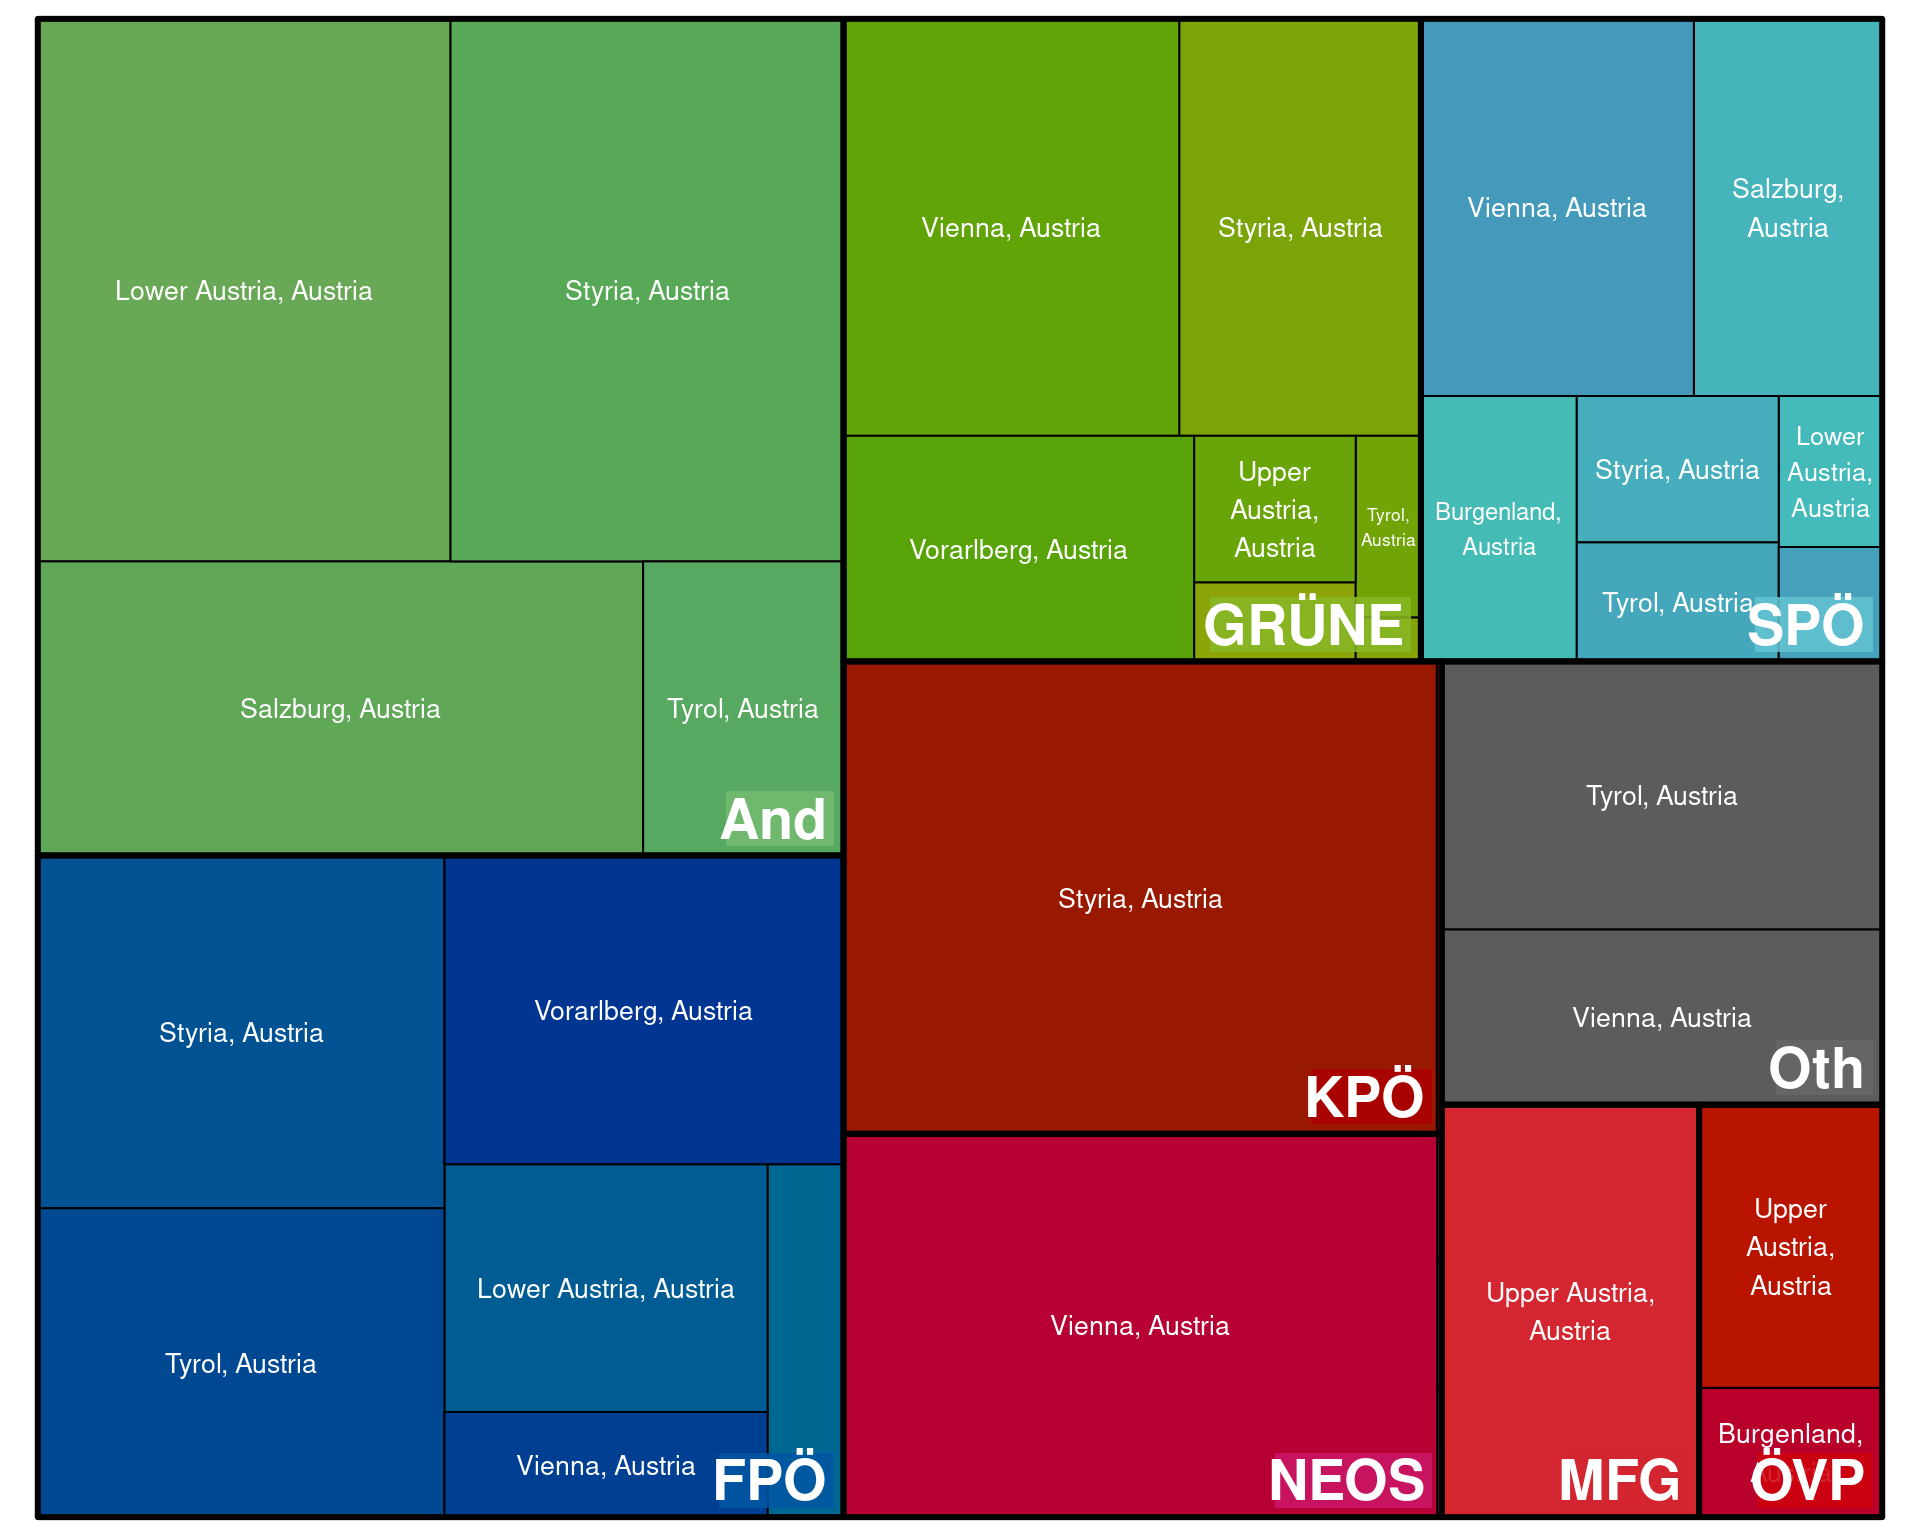 Lower Austria, Austria
Styria, Austria
Salzburg, Austria
Tyrol, Austria
And
Styria, Austria
Vorarlberg, Austria
Tyrol, Austria
Lower Austria, Austria
Vienna, Austria
FPÖ
Vienna, Austria
Styria, Austria
Vorarlberg, Austria
Upper
Austria,
Austria
Tyrol,
Austria
GRÜNE
Vienna, Austria
Salzburg,
Austria
Burgenland,
Austria
Styria, Austria
Lower
Austria,
Austria
Tyrol, Austria
SPÖ
Styria, Austria
KPÖ
Tyrol, Austria
Vienna, Austria
Oth
Vienna, Austria
NEOS
Upper Austria,
Austria
MFG
Upper
Austria,
Austria
Burgenland,
ÖVP